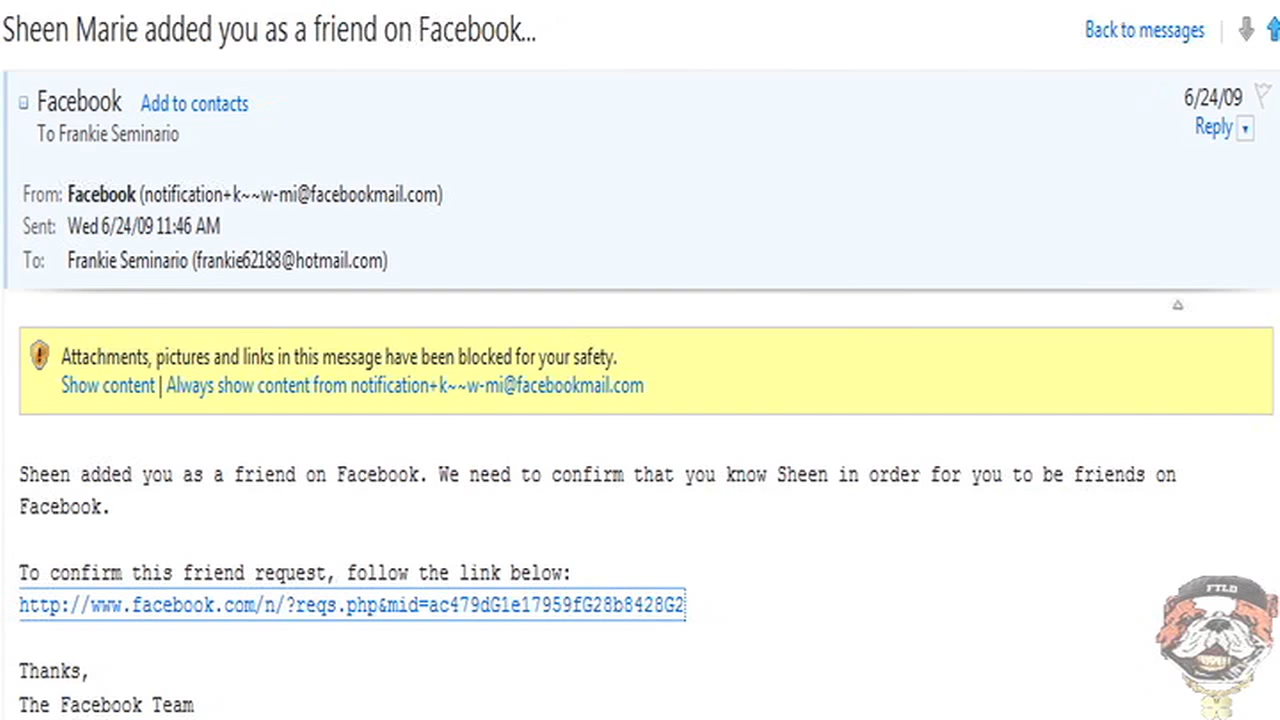 Sheen Marie added you as a friend on Facebook...
Back to messages
Facebook Add to contacts
6/24/09
To Frankie Seminario
Reply
From: Facebook (notification+k~~w-mi@facebookmail.com)
Sent: Wed 6/24/09 11:46 AM
To: Frankie Seminario (frankie62188@hotmail.com)
Attachments, pictures and links in this message have been blocked for your safety.
Show content | Always show content from notification+k~~w-mi@facebookmail.com
Sheen added you as a friend on Facebook. We need to confirm that you know Sheen in order for you to be friends on
Facebook.
To confirm this friend request, follow the link below:
http://www.facebook.com/n/?reqs.php&mid=ac479dG1e17959fG28b8428G2
Thanks,
The Facebook Team
FTLD